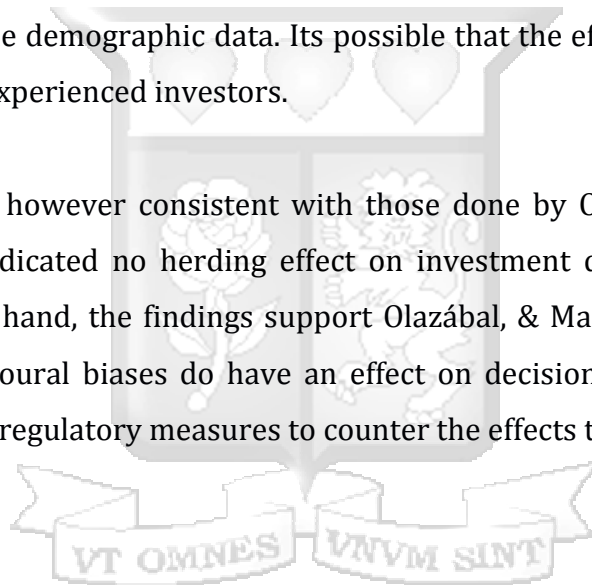 e demographic data. Its possible that the ef
xperienced investors.
however consistent with those done by O
dicated no herding effect on investment d
hand, the findings support Olazábal, & Ma
oural biases do have an effect on decision
regulatory measures to counter the effects t
VT OMNES VNVM SINT